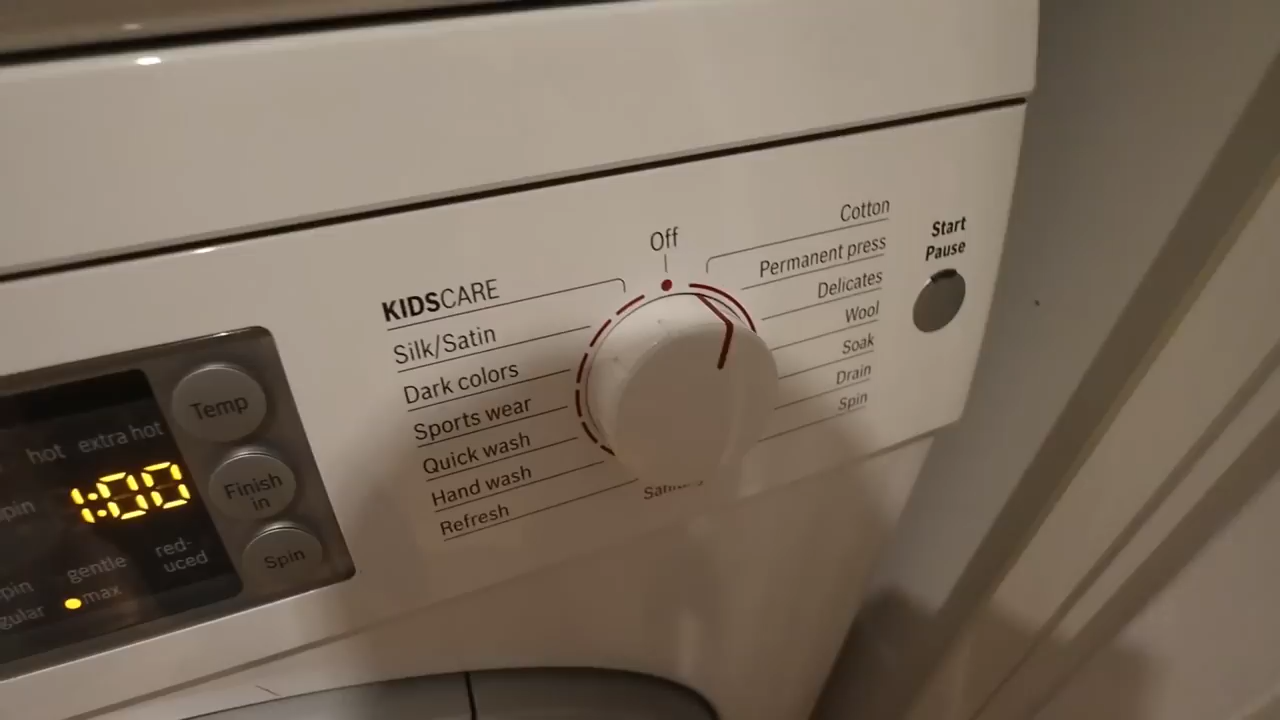 Off
Cotton
Permanent press
Delicates
Wool
Soak
Drain
Spin
Start
Pause
KIDSCARE
Silk/Satin
Dark colors
Sports wear
Quick wash
Hand wash
Refresh
Temp
Finish
in
Spin
hot extra hot
1:00
gentle
red-
uced
max